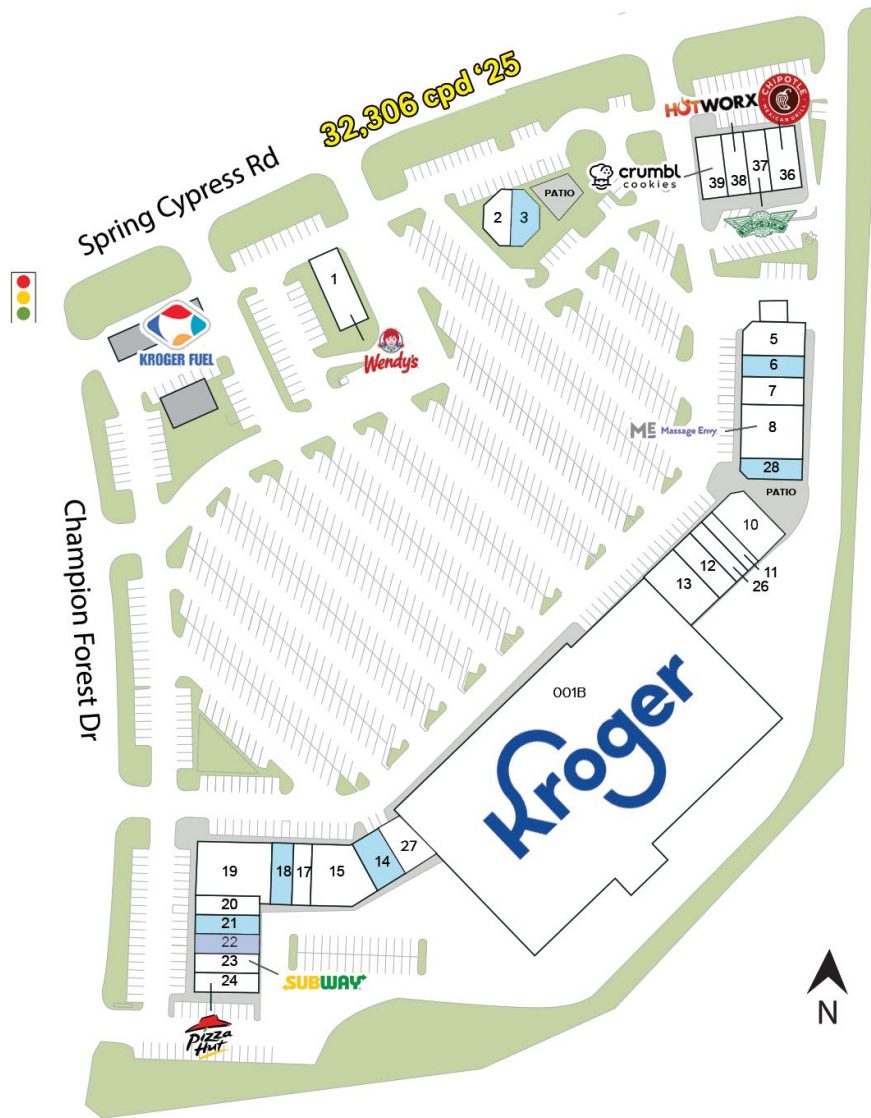 32,306 cpd '25
Spring Cypress Rd
HOTWORX
CHIPOTLE
MEXICAN GRILL
crumbl
cookies
39
38
37
36
WINGSTOP
PATIO
2
3
1
Wendy's
KROGER FUEL
5
6
7
8
ME Massage Envy
28
PATIO
10
11
26
12
13
Champion Forest Dr
001B
Kroger
27
14
15
17
18
19
20
21
22
23
24
SUBWAY
Pizza
Hut
N